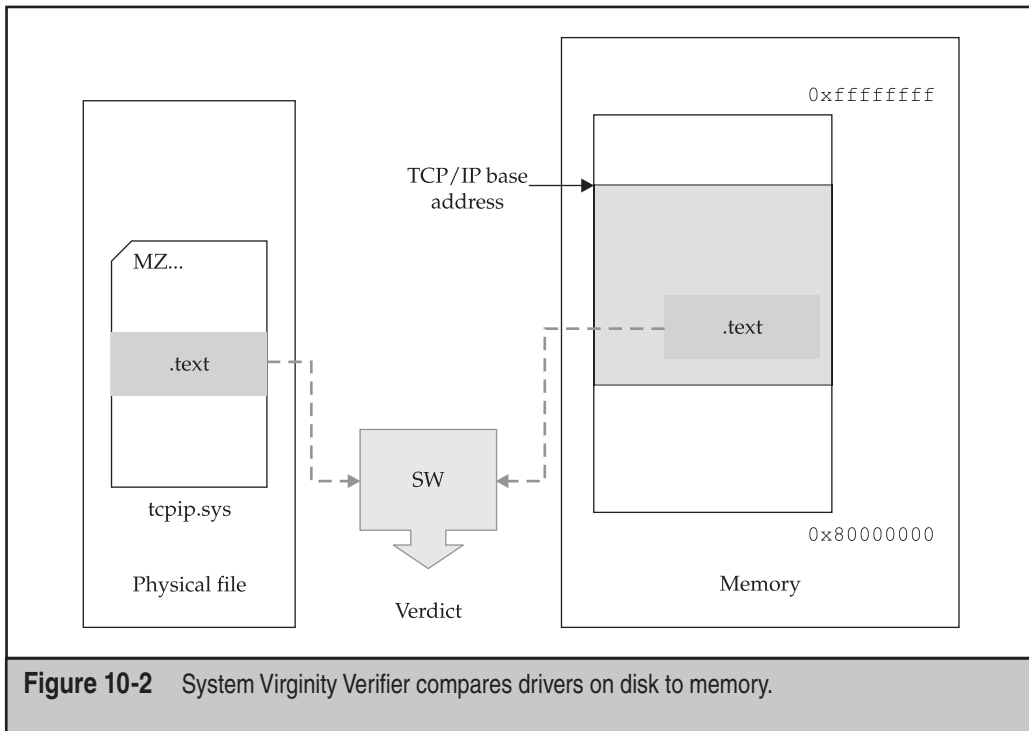 0xffffffff
TCP/IP base
address
MZ...
.text
.text
SW
tcpip.sys
0x80000000
Physical file
Memory
Verdict
Figure 10-2 System Virginity Verifier compares drivers on disk to memory.